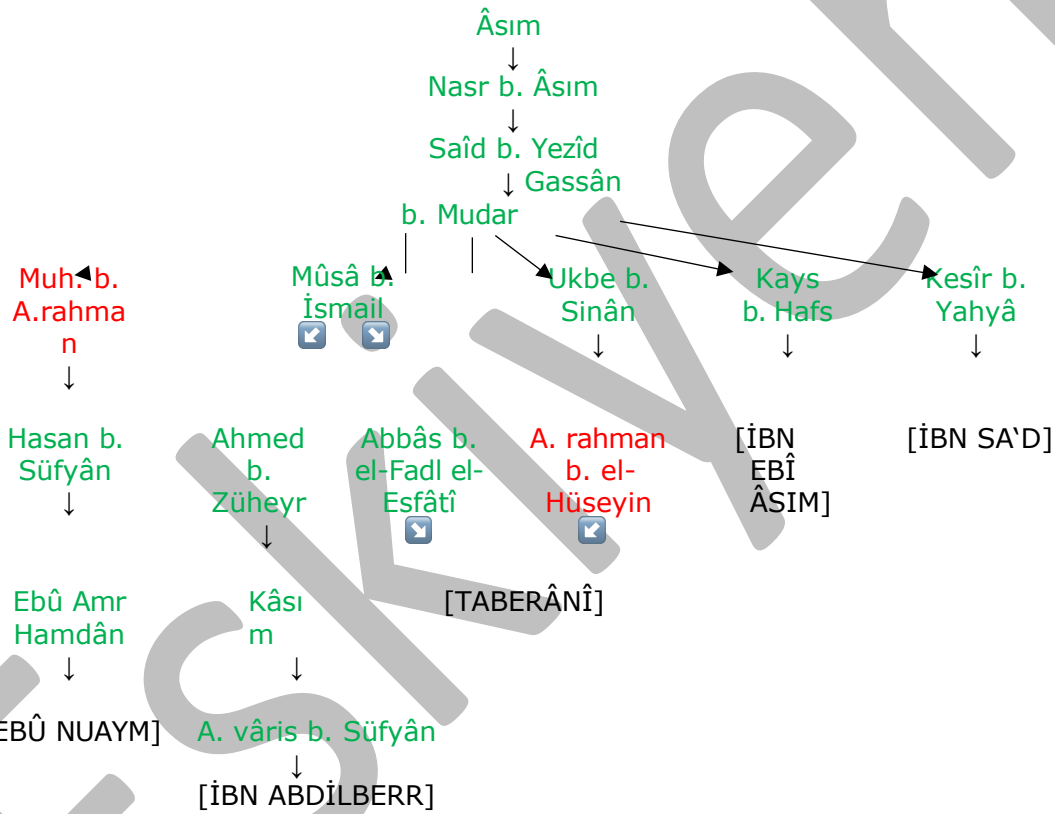 Âsım
↓
Nasr b. Âsım
↓
Saîd b. Yezîd
↓ Gassân
b. Mudar
Muh. b.
A.rahma
n
↓
Mûsâ b.
İsmail
↙ ↘
Ukbe b.
Sinân
↓
Kays
b. Hafs
↓
Kesîr b.
Yahyâ
↓
Hasan b.
Süfyân
↓
Ahmed
b.
Züheyr
↓
Abbâs b.
el-Fadl el-
Esfâtî
↘
A. rahman
b. el-
Hüseyin
↙
[İBN
EBÎ
ÂSIM]
[İBN SA‘D]
Ebû Amr
Hamdân
↓
Kâsı
m
↓
[TABERÂNÎ]
EBÛ NUAYM]
A. vâris b. Süfyân
↓
[İBN ABDİLBERR]